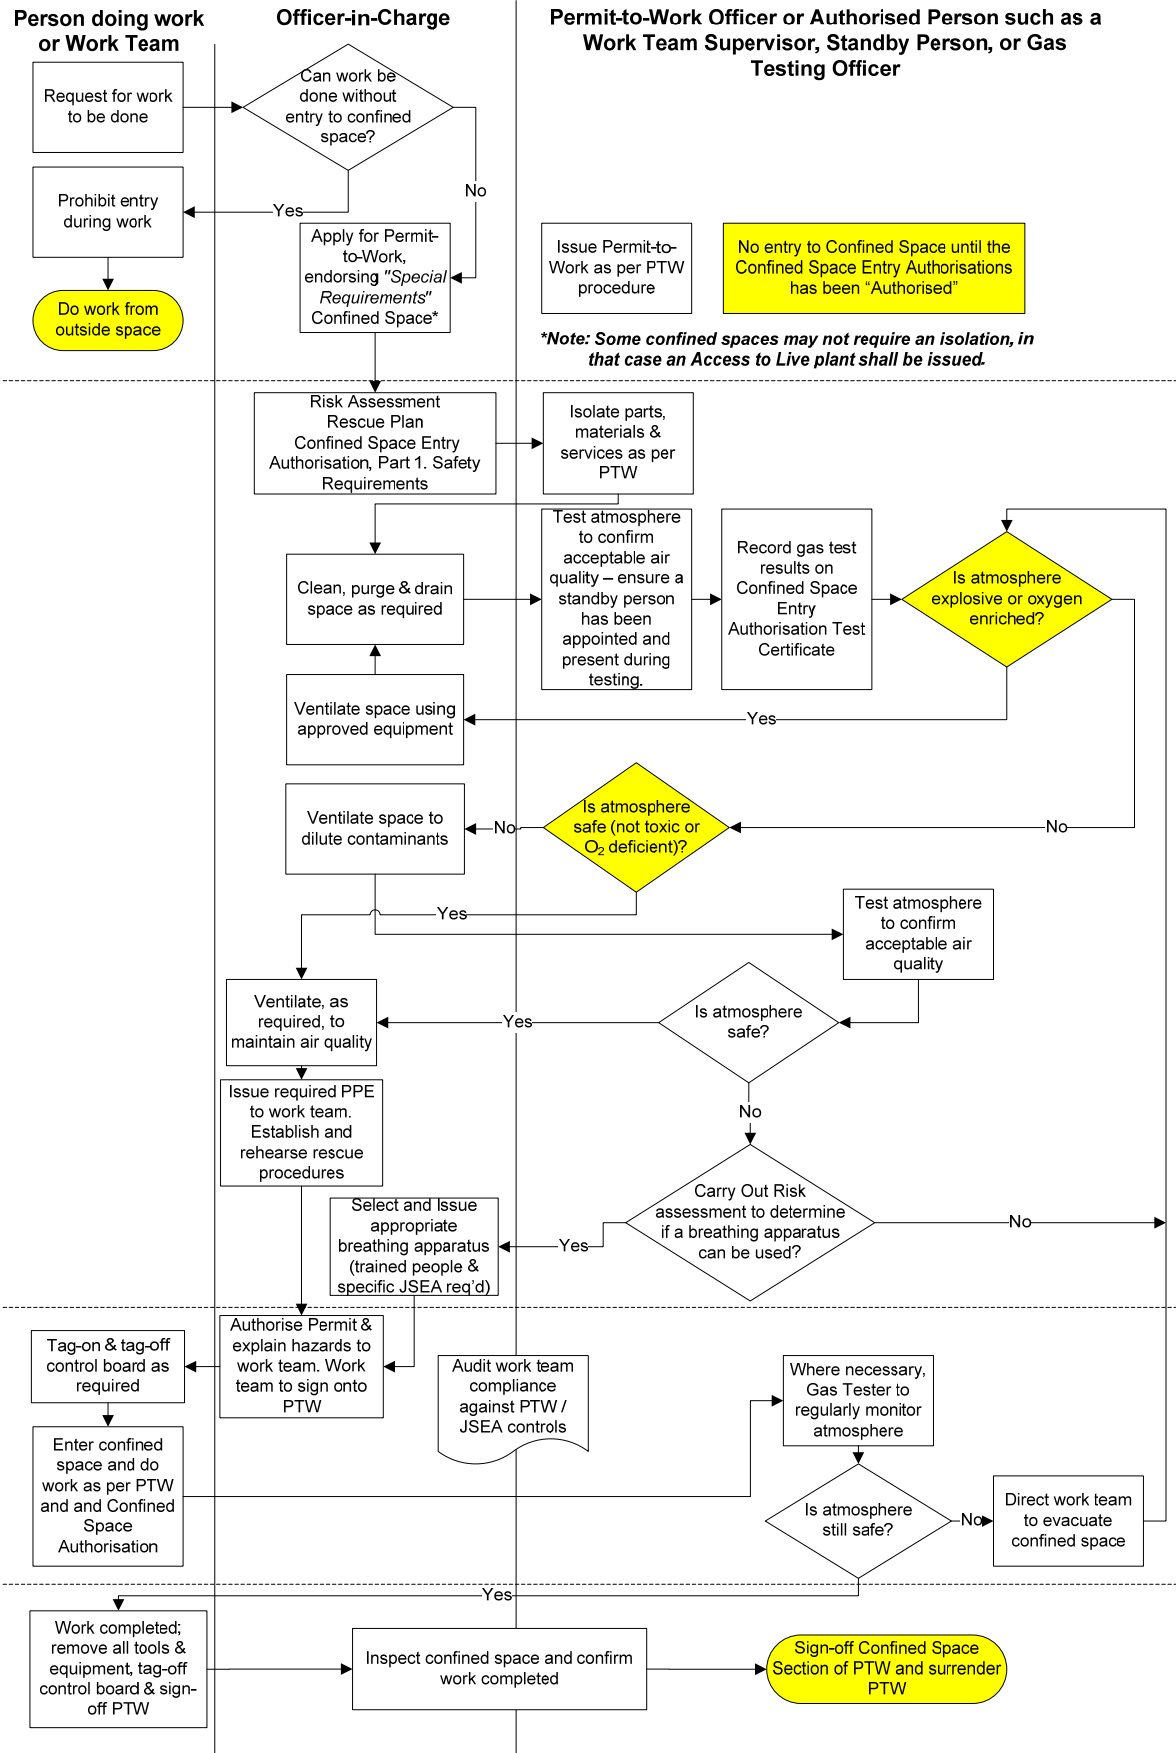 Person doing work
or Work Team
Officer-in-Charge
Permit-to-Work Officer or Authorised Person such as a
Work Team Supervisor, Standby Person, or Gas
Testing Officer
Request for work
to be done
Can work be
done without
entry to confined
space?
No
Yes
Prohibit entry
during work
Do work from
outside space
Apply for Permit-
to-Work,
endorsing "Special
Requirements"
Confined Space*
Issue Permit-to-
Work as per PTW
procedure
No entry to Confined Space until the
Confined Space Entry Authorisations
has been “Authorised”
*Note: Some confined spaces may not require an isolation, in
that case an Access to Live plant shall be issued.
Risk Assessment
Rescue Plan
Confined Space Entry
Authorisation, Part 1. Safety
Requirements
Isolate parts,
materials &
services as per
PTW
Clean, purge & drain
space as required
Test atmosphere
to confirm
acceptable air
quality – ensure a
standby person
has been
appointed and
present during
testing.
Record gas test
results on
Confined Space
Entry
Authorisation Test
Certificate
Is atmosphere
explosive or oxygen
enriched?
Yes
Ventilate space using
approved equipment
No
Is atmosphere
safe (not toxic or
O2 deficient)?
No
Ventilate space to
dilute contaminants
Yes
Test atmosphere
to confirm
acceptable air
quality
Is atmosphere
safe?
Yes
Ventilate, as
required, to
maintain air quality
No
Issue required PPE
to work team.
Establish and
rehearse rescue
procedures
Carry Out Risk
assessment to determine
if a breathing apparatus
can be used?
No
Yes
Select and Issue
appropriate
breathing apparatus
(trained people &
specific JSEA req’d)
Authorise Permit &
explain hazards to
work team. Work
team to sign onto
PTW
Tag-on & tag-off
control board as
required
Audit work team
compliance
against PTW /
JSEA controls
Where necessary,
Gas Tester to
regularly monitor
atmosphere
Enter confined
space and do
work as per PTW
and and Confined
Space
Authorisation
Is atmosphere
still safe?
No
Direct work team
to evacuate
confined space
Yes
Work completed;
remove all tools &
equipment, tag-off
control board & sign-
off PTW
Inspect confined space and confirm
work completed
Sign-off Confined Space
Section of PTW and surrender
PTW